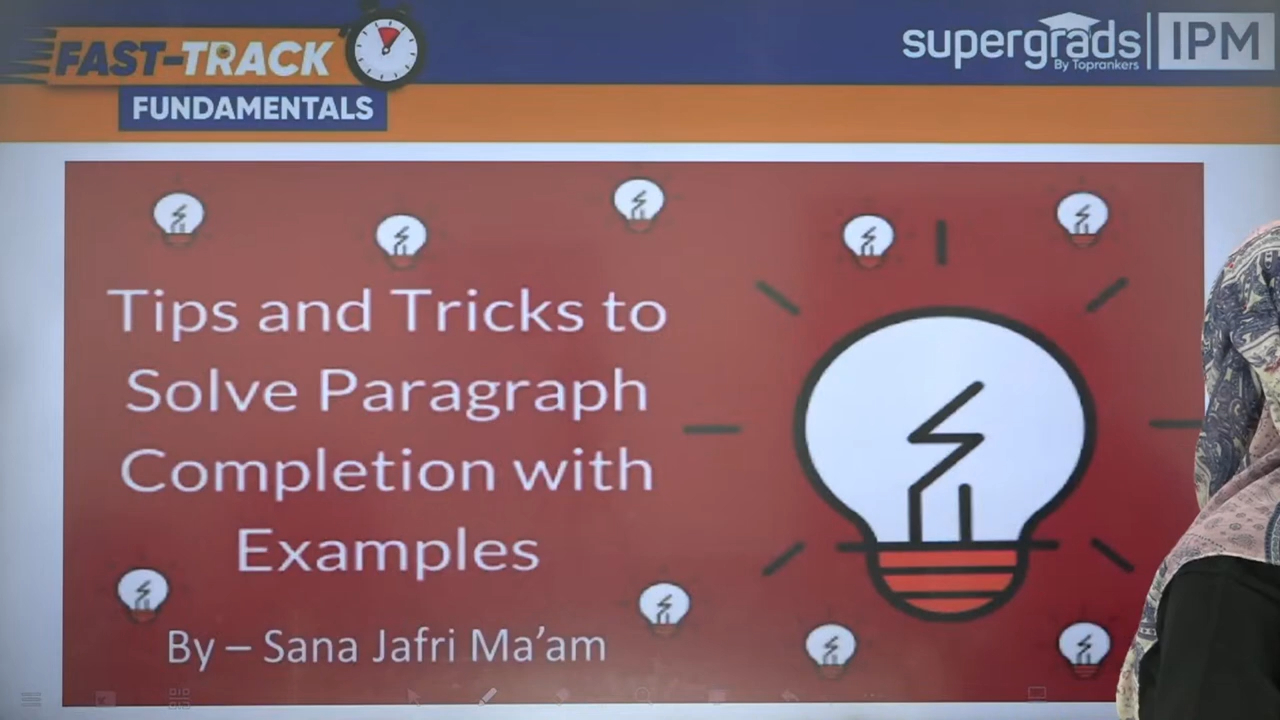 FAST-TRACK
FUNDAMENTALS
supergrads
By Toprankers
IPM
Tips and Tricks to
Solve Paragraph
Completion with
Examples
By – Sana Jafri Ma’am